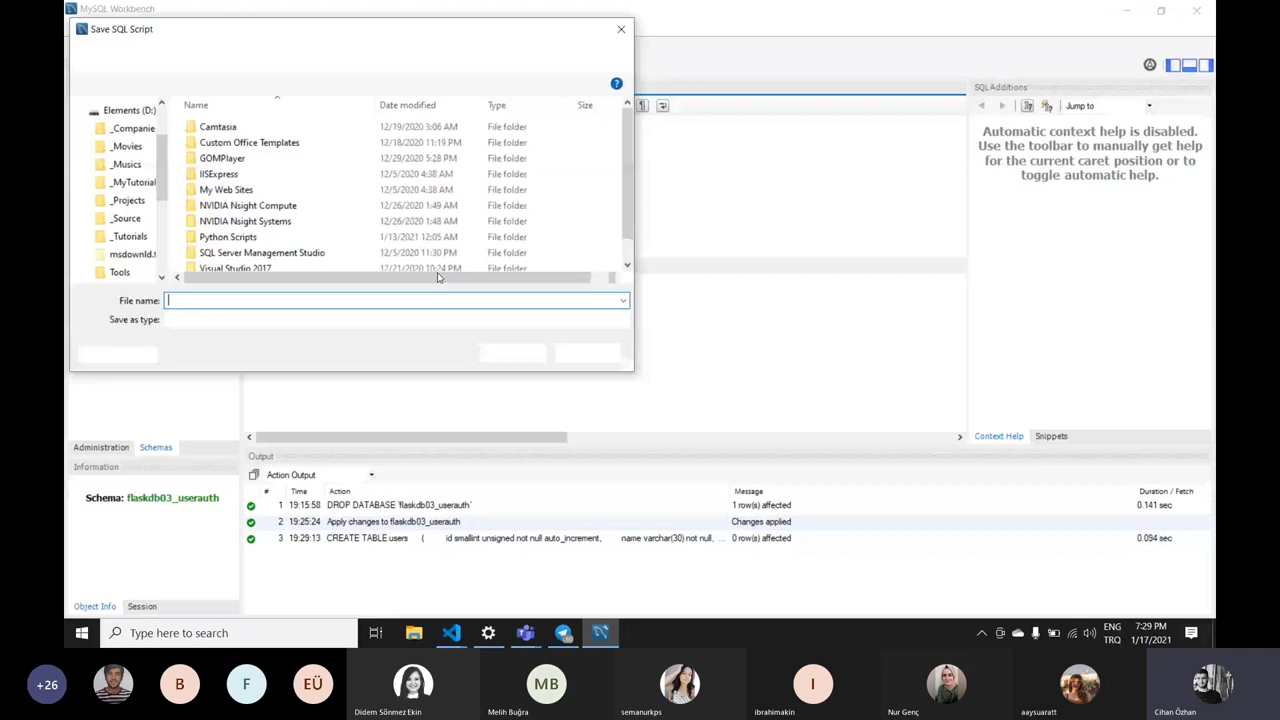 MySQL Workbench
Save SQL Script
Name
Date modified
Type
Size
Elements (D:)
_Companie
_Movies
_Musics
_MyTutorial
_Projects
_Source
_Tutorials
msdownld.t
Tools
Camtasia 12/19/2020 3:06 AM File folder
Custom Office Templates 12/18/2020 11:19 PM File folder
GOMPlayer 12/29/2020 5:28 PM File folder
IISExpress 12/5/2020 4:38 AM File folder
My Web Sites 12/5/2020 4:38 AM File folder
NVIDIA Nsight Compute 12/26/2020 1:49 AM File folder
NVIDIA Nsight Systems 12/26/2020 1:48 AM File folder
Python Scripts 1/13/2021 12:05 AM File folder
SQL Server Management Studio 12/5/2020 11:30 PM File folder
Visual Studio 2017 12/21/2020 10:24 PM File folder
File name:
Save as type:
SQLAdditions
Jump to
Automatic context help is disabled.
Use the toolbar to manually get help
for the current caret position or to
toggle automatic help.
Context Help Snippets
Administration Schemas
Information
Schema: flaskdb03_userauth
Object Info Session
Output
Action Output
# Time Action Message Duration / Fetch
1 19:15:58 DROP DATABASE `flaskdb03_userauth` 1 row(s) affected 0.141 sec
2 19:25:24 Apply changes to flaskdb03_userauth Changes applied
3 19:29:13 CREATE TABLE users ( id smallint unsigned not null auto_increment, name varchar(30) not null, ... 0 row(s) affected 0.094 sec
Type here to search
ENG
TRQ
7:29 PM
1/17/2021
+26
B
F
EÜ
MB
I
Didem Sönmez Ekin
Melih Buğra
semanurkps
ibrahimakin
Nur Genç
aaysuaratt
Cihan Özhan